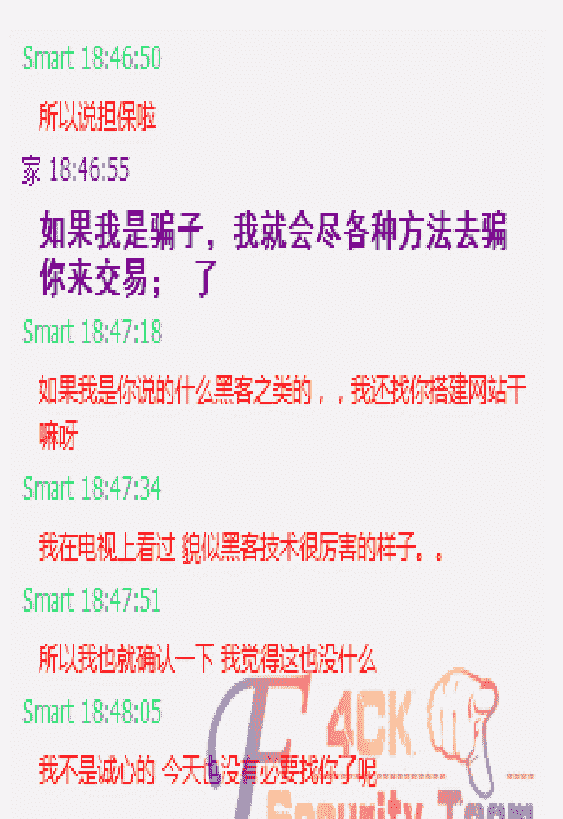 Smart 18:46:50
所以说担保啦
家 18:46:55
如果我是骗子，我就会尽各种方法去骗
你来交易； 了
Smart 18:47:18
如果我是你说的什么黑客之类的，，我还找你搭建网站干
嘛呀
Smart 18:47:34
我在电视上看过 貌似黑客技术很厉害的样子。。
Smart 18:47:51
所以我也就确认一下 我觉得这也没什么
Smart 18:48:05
我不是诚心的 今天也没有必要找你了呢
F4CK
Security Team